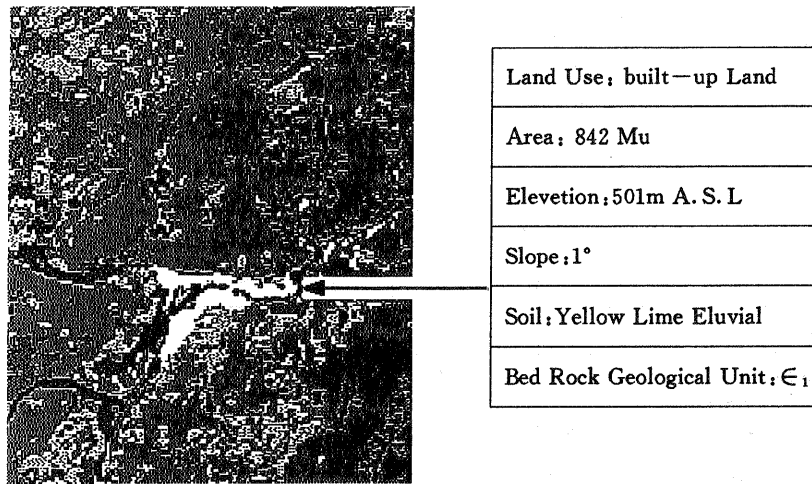 Land Use: built-up Land
Area: 842 Mu
Elevetion:501m A.S.L
Slope:1°
Soil:Yellow Lime Eluvial
Bed Rock Geological Unit:∈₁